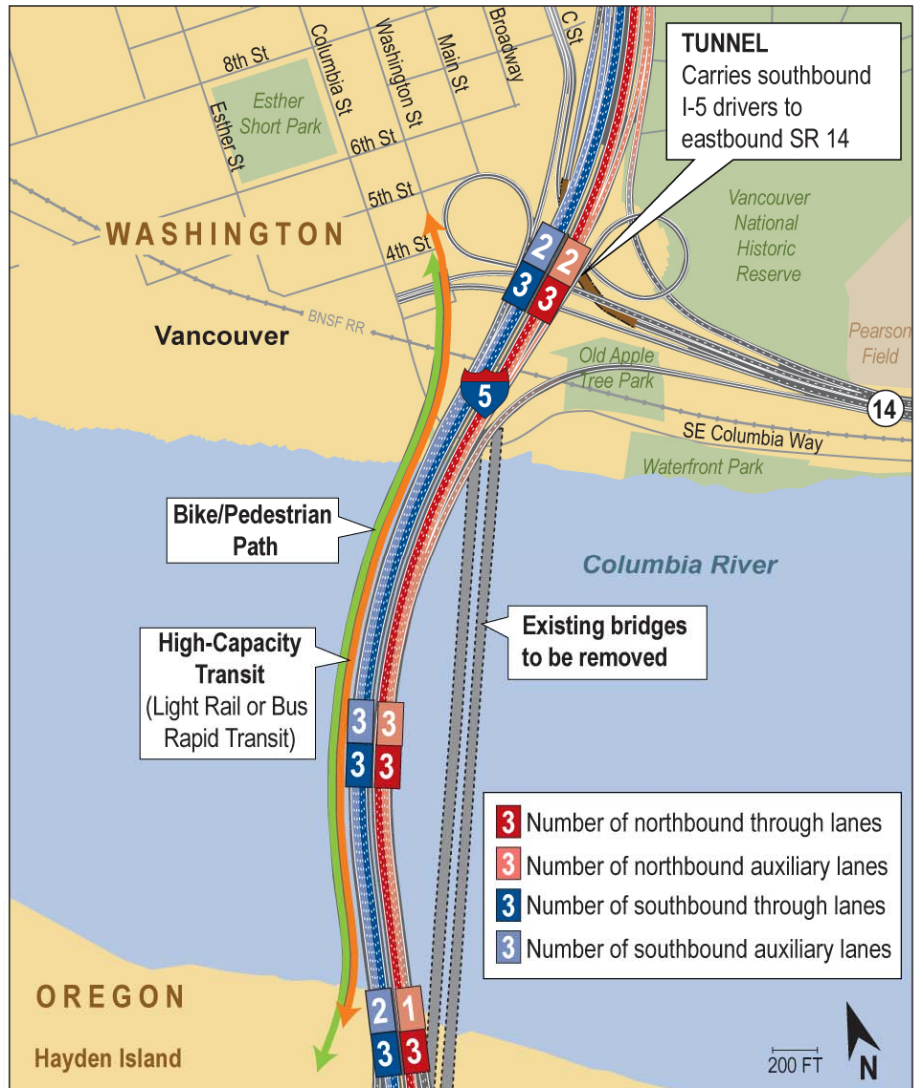 8th St
Columbia St
Washington St
Main St
Broadway
C St
TUNNEL
Carries southbound
I-5 drivers to
eastbound SR 14
Esther
Short Park
Esther St
6th St
5th St
4th St
Vancouver
National
Historic
Reserve
WASHINGTON
2 2
3 3
BNSF RR
Vancouver
Pearson
Field
Old Apple
Tree Park
5
14
SE Columbia Way
Waterfront Park
Bike/Pedestrian
Path
Columbia River
High-Capacity
Transit
(Light Rail or Bus
Rapid Transit)
Existing bridges
to be removed
3 3
3 3
3 Number of northbound through lanes
3 Number of northbound auxiliary lanes
3 Number of southbound through lanes
3 Number of southbound auxiliary lanes
OREGON
Hayden Island
2 1
3 3
200 FT
N